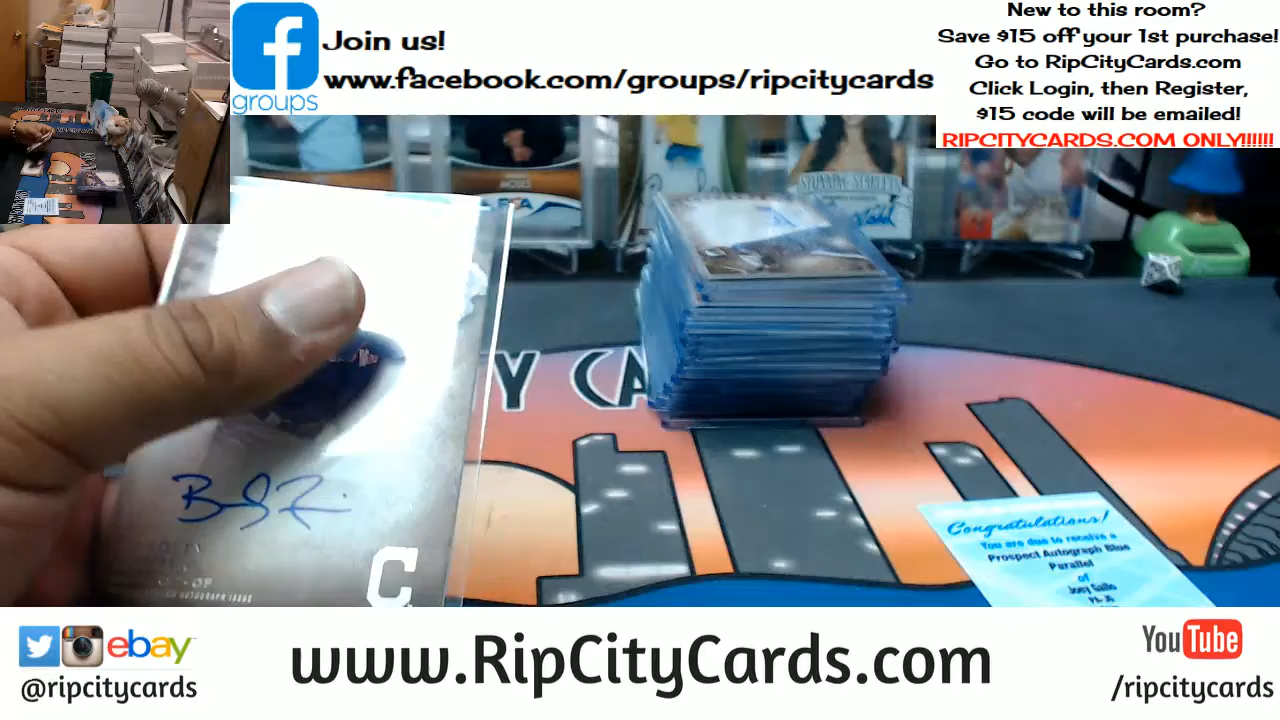 Join us!
www.facebook.com/groups/ripcitycards
groups
New to this room?
Save $15 off your 1st purchase!
Go to RipCityCards.com
Click Login, then Register,
$15 code will be emailed!
RIPCITYCARDS.COM ONLY!!!!!!
Y CA
C
Congratulations!
You are due to receive a
Prospect Autograph Blue
Parallel
of
Joey Gallo
ebay
@ripcitycards
www.RipCityCards.com
YouTube
/ripcitycards